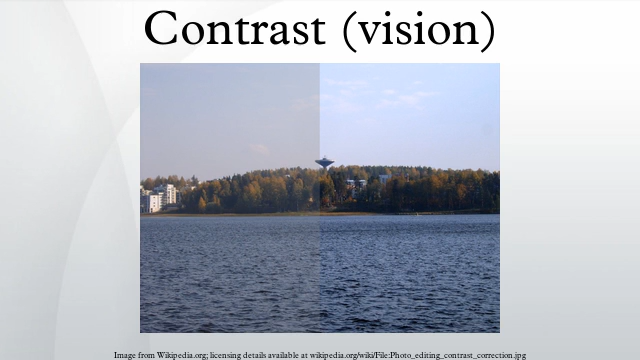 Contrast (vision)
Image from Wikipedia.org; licensing details available at wikipedia.org/wiki/File:Photo_editing_contrast_correction.jpg